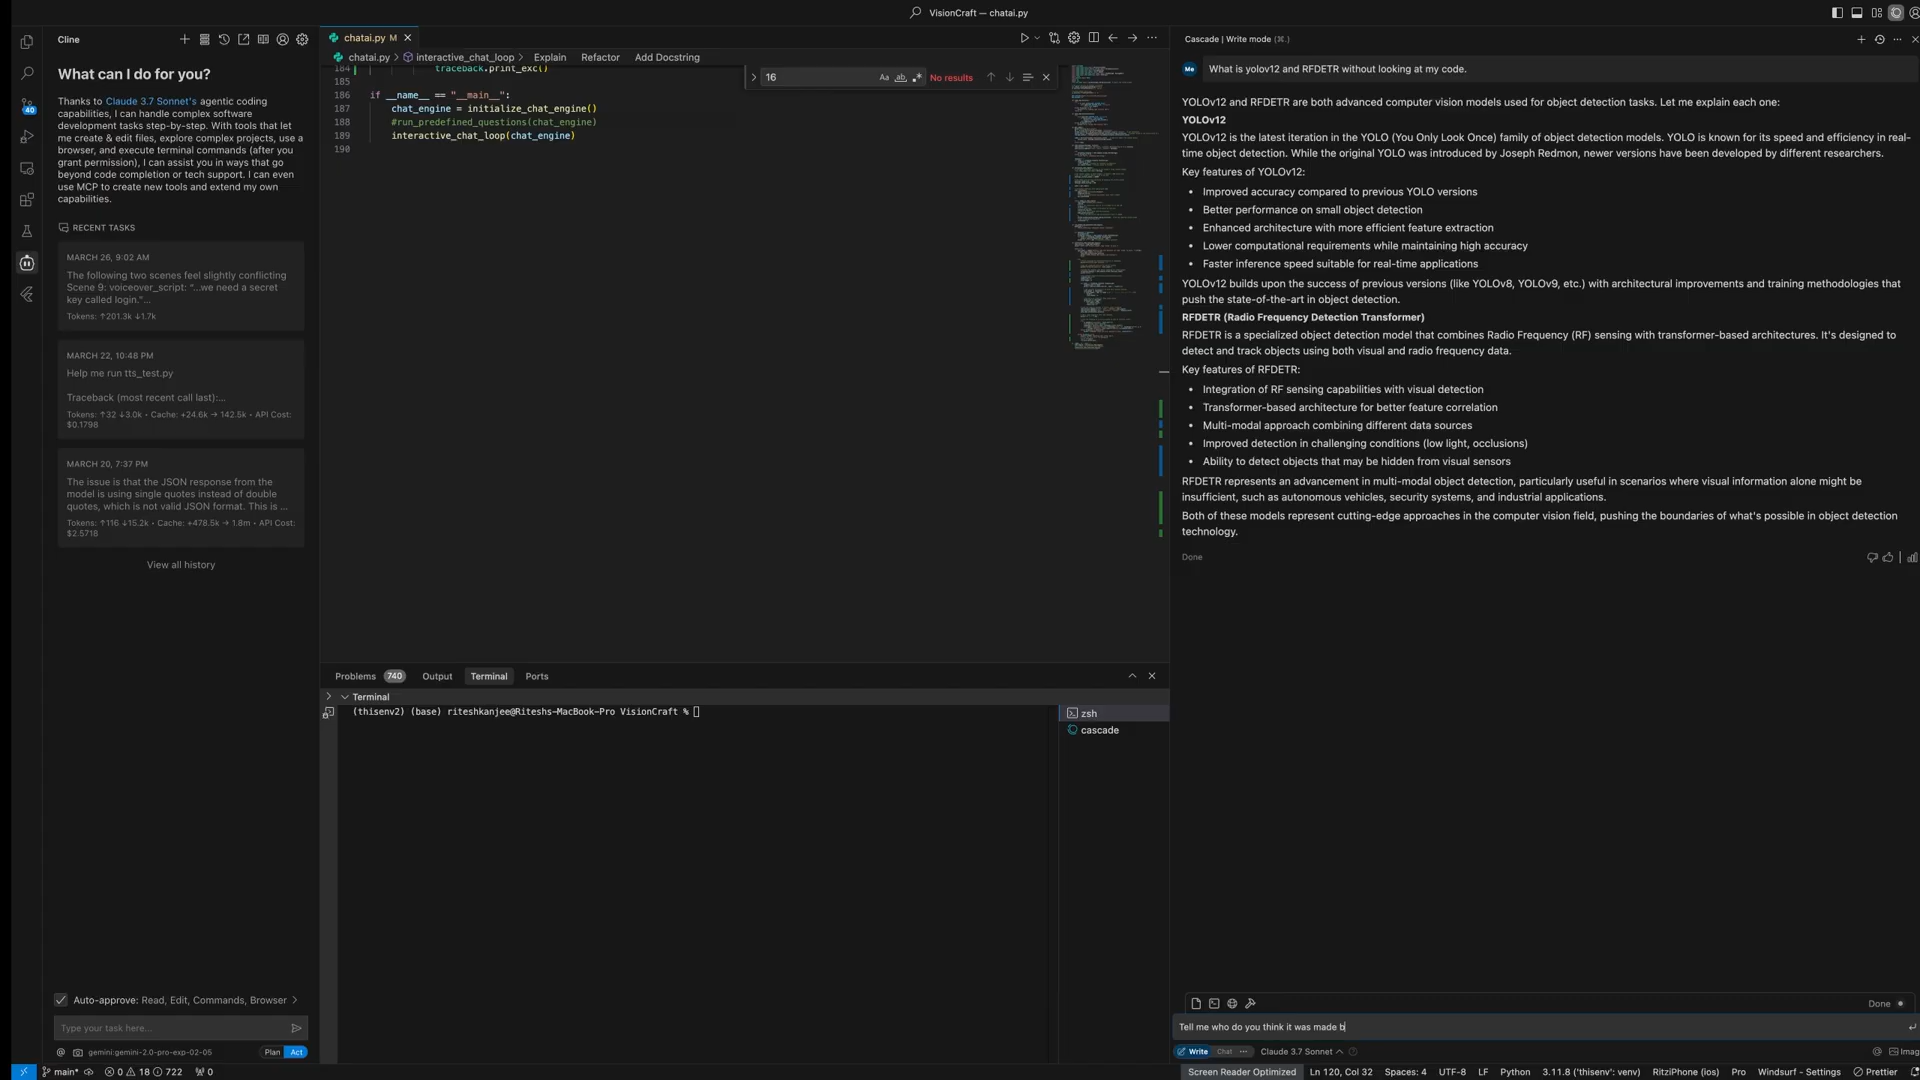 VisionCraft — chatai.py
Cline
What can I do for you?
Thanks to Claude 3.7 Sonnet's agentic coding
capabilities, I can handle complex software
development tasks step-by-step. With tools that let
me create & edit files, explore complex projects, use a
browser, and execute terminal commands (after you
grant permission), I can assist you in ways that go
beyond code completion or tech support. I can even
use MCP to create new tools and extend my own
capabilities.
RECENT TASKS
MARCH 26, 9:02 AM
The following two scenes feel slightly conflicting
Scene 9: voiceover_script: "...we need a secret
key called login."...
Tokens: ↑201.3k ↓1.7k
MARCH 22, 10:48 PM
Help me run tts_test.py
Traceback (most recent call last):...
Tokens: ↑32 ↓3.0k • Cache: +24.6k → 142.5k • API Cost:
$0.1798
MARCH 20, 7:37 PM
The issue is that the JSON response from the
model is using single quotes instead of double
quotes, which is not valid JSON format. This is ...
Tokens: ↑116 ↓15.2k • Cache: +478.5k → 1.8m • API Cost:
$2.5718
View all history
Auto-approve: Read, Edit, Commands, Browser
Type your task here...
@ gemini:gemini-2.0-pro-exp-02-05 Plan Act
40
chatai.py M
chatai.py > interactive_chat_loop > Explain Refactor Add Docstring
16 Aa ab No results
184 traceback.print_exc()
185
186 if __name__ == "__main__":
187 chat_engine = initialize_chat_engine()
188 #run_predefined_questions(chat_engine)
189 interactive_chat_loop(chat_engine)
190
Problems 740 Output Terminal Ports
Terminal
(thisenv2) (base) riteshkanjee@Riteshs-MacBook-Pro VisionCraft %
zsh
cascade
Cascade | Write mode (⌘.)
Me What is yolov12 and RFDETR without looking at my code.
YOLOv12 and RFDETR are both advanced computer vision models used for object detection tasks. Let me explain each one:
YOLOv12
YOLOv12 is the latest iteration in the YOLO (You Only Look Once) family of object detection models. YOLO is known for its speed and efficiency in real-
time object detection. While the original YOLO was introduced by Joseph Redmon, newer versions have been developed by different researchers.
Key features of YOLOv12:
• Improved accuracy compared to previous YOLO versions
• Better performance on small object detection
• Enhanced architecture with more efficient feature extraction
• Lower computational requirements while maintaining high accuracy
• Faster inference speed suitable for real-time applications
YOLOv12 builds upon the success of previous versions (like YOLOv8, YOLOv9, etc.) with architectural improvements and training methodologies that
push the state-of-the-art in object detection.
RFDETR (Radio Frequency Detection Transformer)
RFDETR is a specialized object detection model that combines Radio Frequency (RF) sensing with transformer-based architectures. It's designed to
detect and track objects using both visual and radio frequency data.
Key features of RFDETR:
• Integration of RF sensing capabilities with visual detection
• Transformer-based architecture for better feature correlation
• Multi-modal approach combining different data sources
• Improved detection in challenging conditions (low light, occlusions)
• Ability to detect objects that may be hidden from visual sensors
RFDETR represents an advancement in multi-modal object detection, particularly useful in scenarios where visual information alone might be
insufficient, such as autonomous vehicles, security systems, and industrial applications.
Both of these models represent cutting-edge approaches in the computer vision field, pushing the boundaries of what's possible in object detection
technology.
Done
Done
Tell me who do you think it was made b
Write Chat ... Claude 3.7 Sonnet
@ Imag
main* 0 18 722 0
Screen Reader Optimized Ln 120, Col 32 Spaces: 4 UTF-8 LF Python 3.11.8 ('thisenv': venv) RitziPhone (ios) Pro Windsurf - Settings Prettier